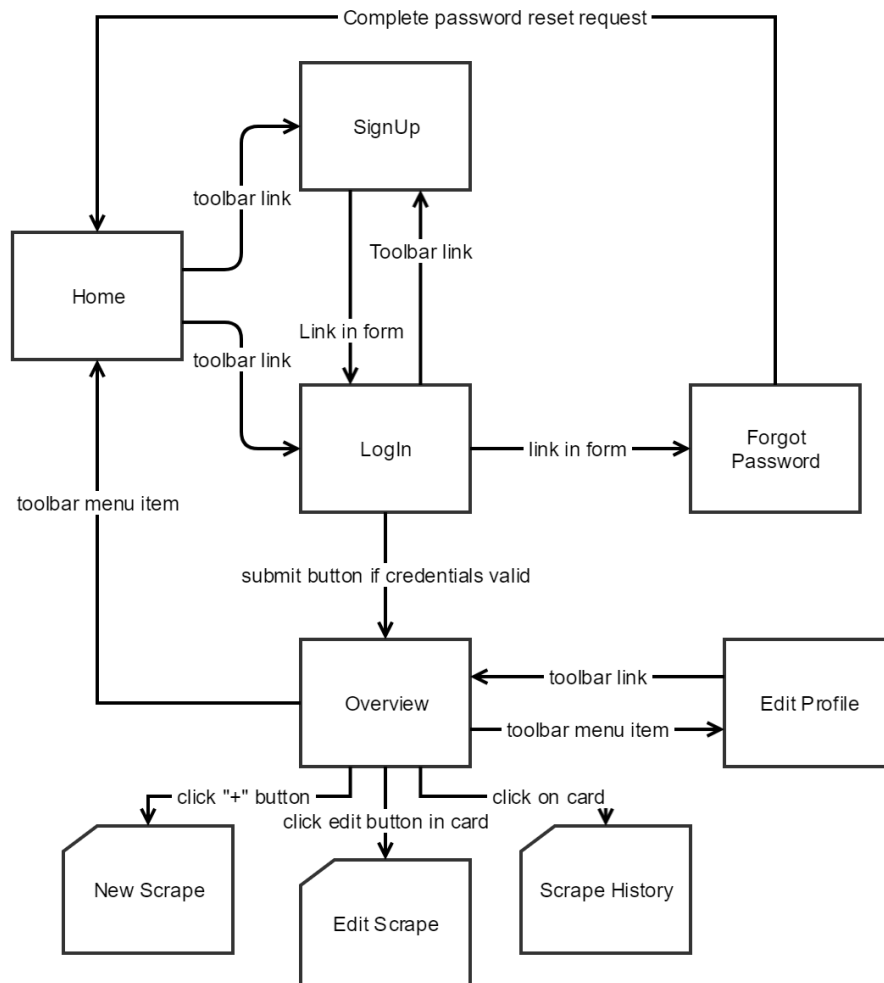 Complete password reset request
SignUp
toolbar link
Toolbar link
Home
Link in form
toolbar link
LogIn
link in form
Forgot
Password
toolbar menu item
submit button if credentials valid
toolbar link
Overview
Edit Profile
toolbar menu item
click "+" button
click on card
click edit button in card
New Scrape
Scrape History
Edit Scrape